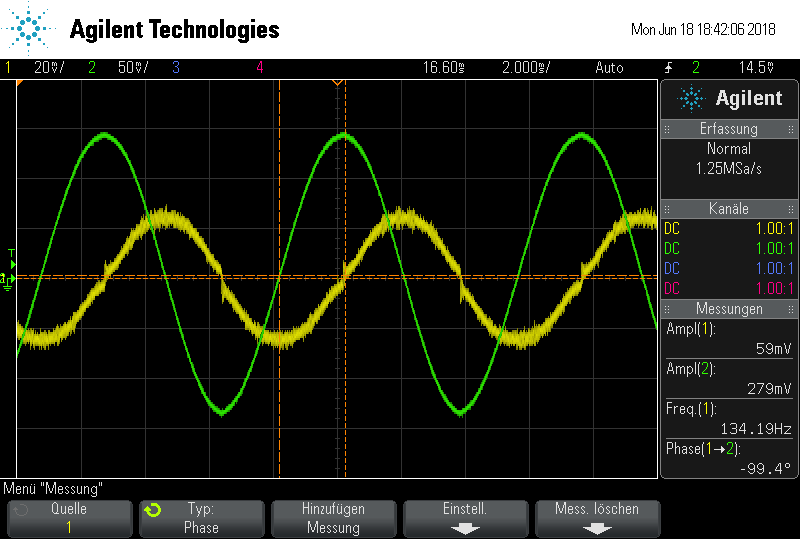 Agilent Technologies
Mon Jun 18 18:42:06 2018
1 20mV/ 2 50mV/ 3 4 16.60ms 2.000ms/ Auto 2 14.5mV
Agilent
Erfassung
Normal
1.25MSa/s
Kanäle
DC 1.00:1
DC 1.00:1
DC 1.00:1
DC 1.00:1
Messungen
Ampl(1):
59mV
Ampl(2):
279mV
Freq.(1):
134.19Hz
Phase(1→2):
-99.4°
T
Menü "Messung"
Quelle
1
Typ:
Phase
Hinzufügen
Messung
Einstell.
Mess. löschen